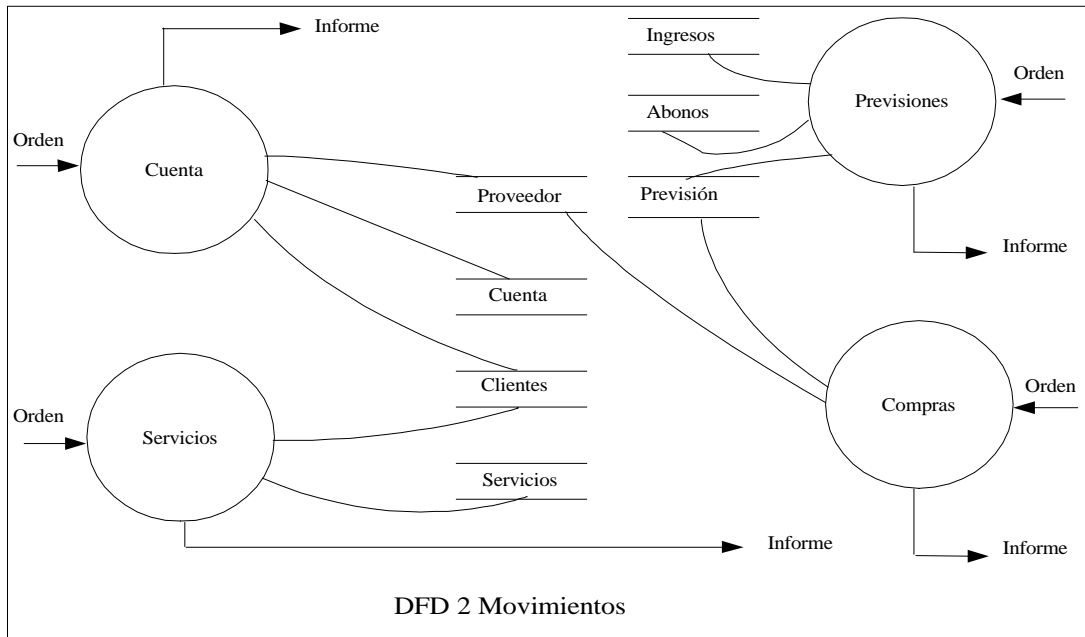 Informe
Ingresos
Orden
Previsiones
Abonos
Orden
Cuenta
Proveedor
Previsión
Informe
Cuenta
Clientes
Orden
Compras
Orden
Servicios
Servicios
Informe
Informe
DFD 2 Movimientos